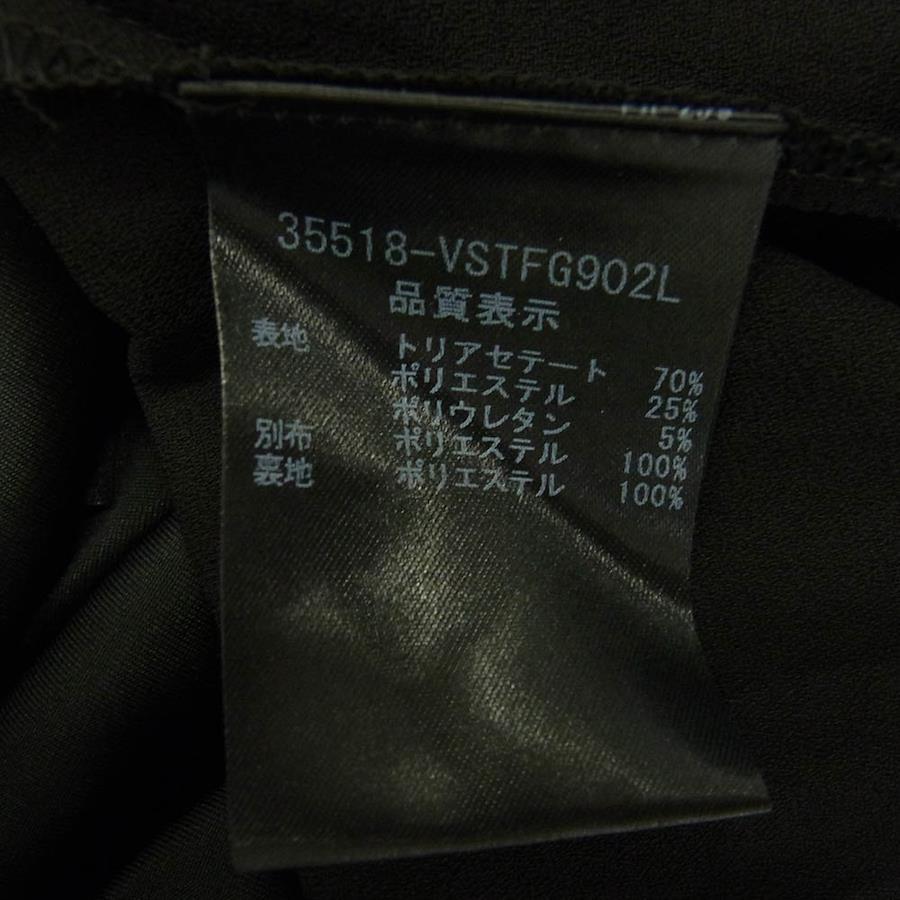 35518-VSTFG902L
品質表示
表地 トリアセテート 70%
ポリエステル 25%
ポリウレタン 5%
別布 ポリエステル 100%
裏地 ポリエステル 100%